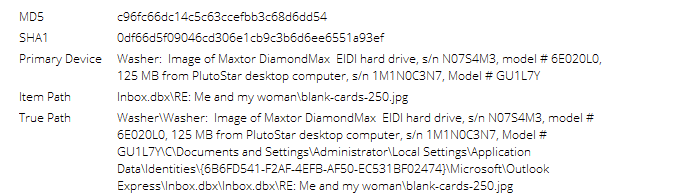 MD5 c96fc66dc14c5c63ccefbb3c68d6dd54
SHA1 0df66d5f09046cd306e1cb9c3b6d6ee6551a93ef
Primary Device Washer:  Image of Maxtor DiamondMax  EIDI hard drive, s/n N07S4M3, model # 6E020L0,
125 MB from PlutoStar desktop computer, s/n 1M1N0C3N7, Model # GU1L7Y
Item Path Inbox.dbx\RE: Me and my woman\blank-cards-250.jpg
True Path Washer\Washer:  Image of Maxtor DiamondMax  EIDI hard drive, s/n N07S4M3, model #
6E020L0, 125 MB from PlutoStar desktop computer, s/n 1M1N0C3N7, Model #
GU1L7Y\C\Documents and Settings\Administrator\Local Settings\Application
Data\Identities\{6B6FD541-F2AF-4EFB-AF50-EC531BF02474}\Microsoft\Outlook
Express\Inbox.dbx\Inbox.dbx\RE: Me and my woman\blank-cards-250.jpg